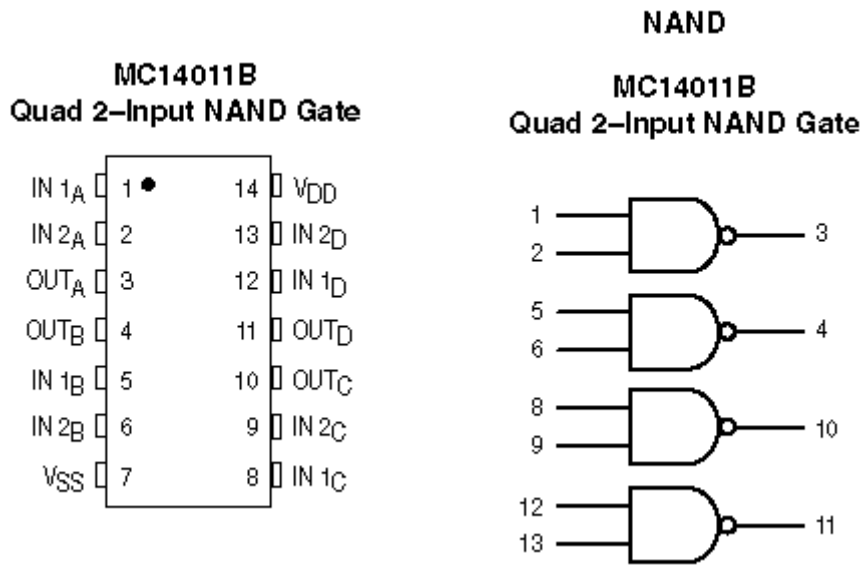 NAND
MC14011B
Quad 2–Input NAND Gate
IN 1A 1 14 VDD
IN 2A 2 13 IN 2D
OUTA 3 12 IN 1D
OUTB 4 11 OUTD
IN 1B 5 10 OUTC
IN 2B 6 9 IN 2C
VSS 7 8 IN 1C
MC14011B
Quad 2–Input NAND Gate
1
2
3
5
6
4
8
9
10
12
13
11